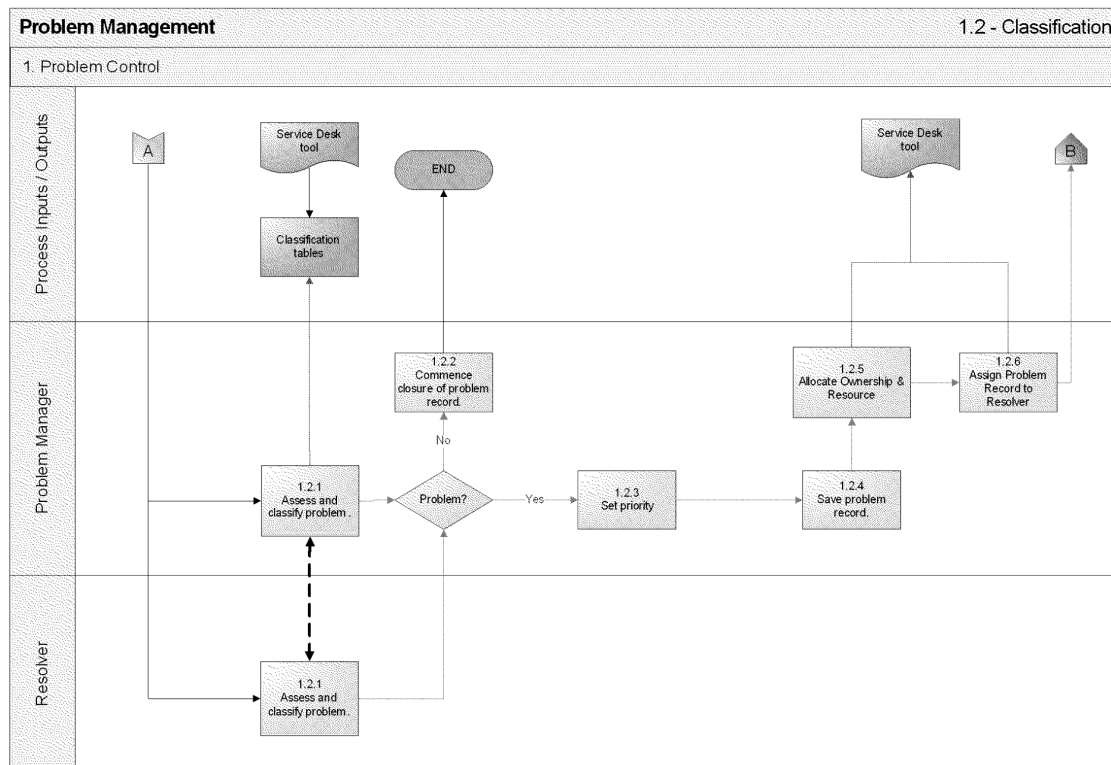 Problem Management
1.2 - Classification
1. Problem Control
Process Inputs / Outputs
A
Service Desk
tool
Classification
tables
END
Service Desk
tool
B
Problem Manager
1.2.2
Commence
closure of problem
record.
No
1.2.1
Assess and
classify problem .
Problem?
Yes
1.2.3
Set priority
1.2.4
Save problem
record.
1.2.5
Allocate Ownership &
Resource
1.2.6
Assign Problem
Record to
Resolver
Resolver
1.2.1
Assess and
classify problem .